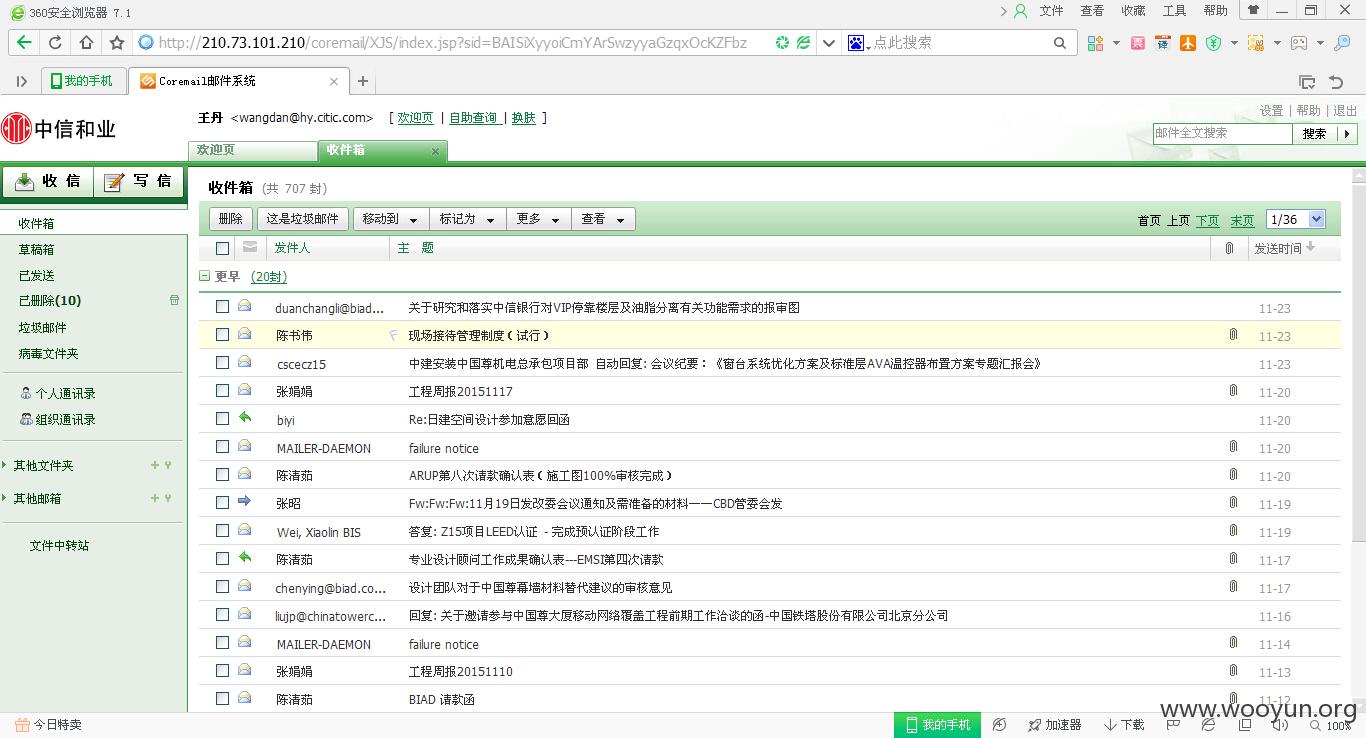 360安全浏览器 7.1
文件 查看 收藏 工具 帮助
http://210.73.101.210/coremail/XJS/index.jsp?sid=BAISiXyyoiCmYArSwzyyaGzqxOcKZFbz
点此搜索
我的手机 Coremail邮件系统
中信和业
王丹 <wangdan@hy.citic.com> [ 欢迎页 | 自助查询 | 换肤 ]
设置 | 帮助 | 退出
邮件全文搜索 搜索
欢迎页 收件箱
收信 写信
收件箱
草稿箱
已发送
已删除(10)
垃圾邮件
病毒文件夹
个人通讯录
组织通讯录
其他文件夹
其他邮箱
文件中转站
收件箱 (共 707 封)
删除 这是垃圾邮件 移动到 标记为 更多 查看
首页 上页 下页 末页 1/36
发件人 主 题 发送时间
更早 (20封)
duanchangli@biad... 关于研究和落实中信银行对VIP停靠楼层及油脂分离有关功能需求的报审图 11-23
陈书伟 现场接待管理制度（试行） 11-23
cscecz15 中建安装中国尊机电总承包项目部 自动回复: 会议纪要：《窗台系统优化方案及标准层AVA温控器布置方案专题汇报会》 11-23
张娟娟 工程周报20151117 11-20
biyi Re:日建空间设计参加意愿回函 11-20
MAILER-DAEMON failure notice 11-20
陈清茹 ARUP第八次请款确认表（施工图100%审核完成） 11-20
张昭 Fw:Fw:Fw:11月19日发改委会议通知及需准备的材料——CBD管委会发 11-19
Wei, Xiaolin BIS 答复: Z15项目LEED认证 - 完成预认证阶段工作 11-19
陈清茹 专业设计顾问工作成果确认表---EMSI第四次请款 11-17
chenying@biad.co... 设计团队对于中国尊幕墙材料替代建议的审核意见 11-17
liujp@chinatowerc... 回复: 关于邀请参与中国尊大厦移动网络覆盖工程前期工作洽谈的函-中国铁塔股份有限公司北京分公司 11-16
MAILER-DAEMON failure notice 11-14
张娟娟 工程周报20151110 11-13
陈清茹 BIAD 请款函 11-12
www.wooyun.org
今日特卖 我的手机 加速器 下载 100%